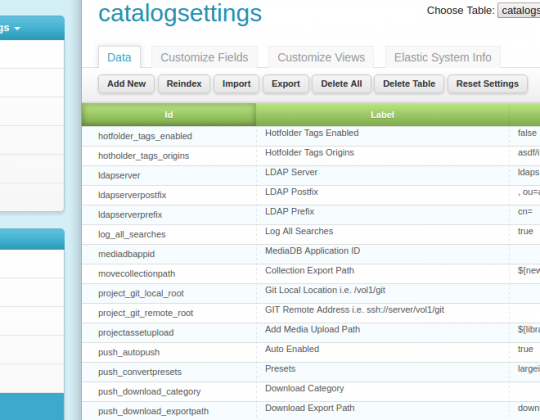 catalogsettings
Choose Table: catalogs
gs
Data Customize Fields Customize Views Elastic System Info
Add New Reindex Import Export Delete All Delete Table Reset Settings
Id Label
hotfolder_tags_enabled Hotfolder Tags Enabled false
hotholder_tags_origins Hotfolder Tags Origins asdf/i
ldapserver LDAP Server ldaps
ldapserverpostfix LDAP Postfix , ou=
ldapserverprefix LDAP Prefix cn=
log_all_searches Log All Searches true
mediadbappid MediaDB Application ID
movecollectionpath Collection Export Path ${new
project_git_local_root Git Local Location i.e. /vol1/git
project_git_remote_root GIT Remote Address i.e. ssh://server/vol1/git
projectassetupload Add Media Upload Path ${libra
push_autopush Auto Enabled true
push_convertpresets Presets largei
push_download_category Download Category
push_download_exportpath Download Export Path down